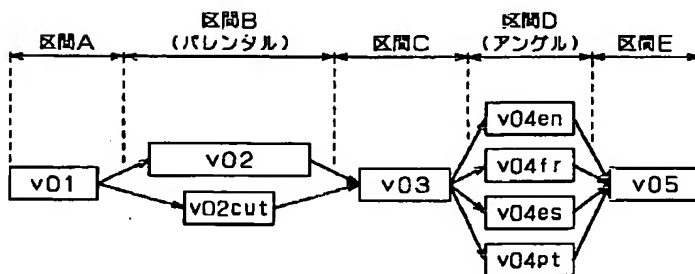 区間A
区間B
(パレンタル)
区間C
区間D
(アングル)
区間E
v01
v02
v02cut
v03
v04en
v04fr
v04es
v04pt
v05